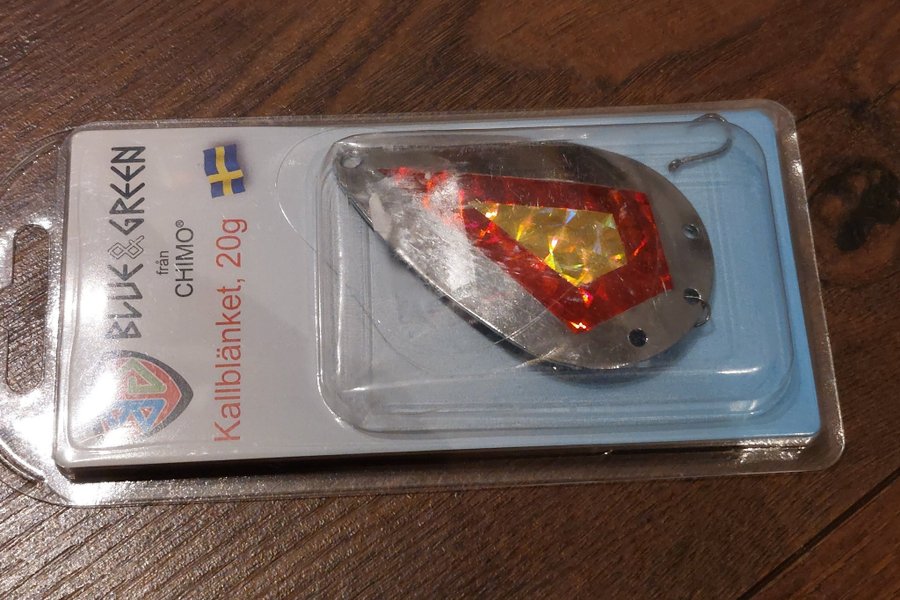 BLUE & GREEN
från
CHIMO®
Kallblänket, 20g